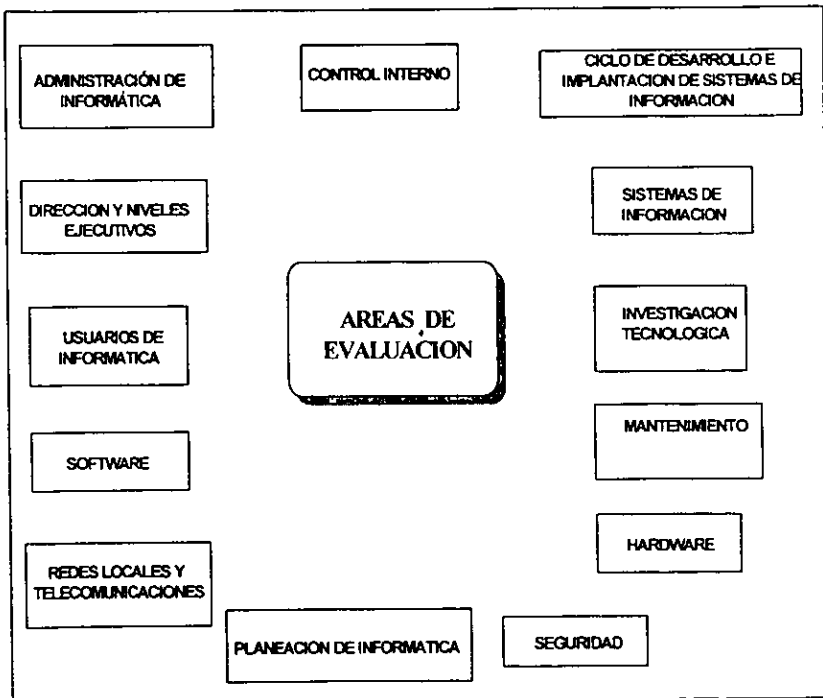 ADMINISTRACIÓN DE
INFORMÁTICA
CONTROL INTERNO
CICLO DE DESARROLLO E
IMPLANTACION DE SISTEMAS DE
INFORMACION
DIRECCION Y NIVELES
EJECUTIVOS
SISTEMAS DE
INFORMACION
AREAS DE
EVALUACION
USUARIOS DE
INFORMATICA
INVESTIGACION
TECNOLOGICA
SOFTWARE
MANTENIMIENTO
REDES LOCALES Y
TELECOMUNICACIONES
HARDWARE
PLANEACION DE INFORMATICA
SEGURIDAD